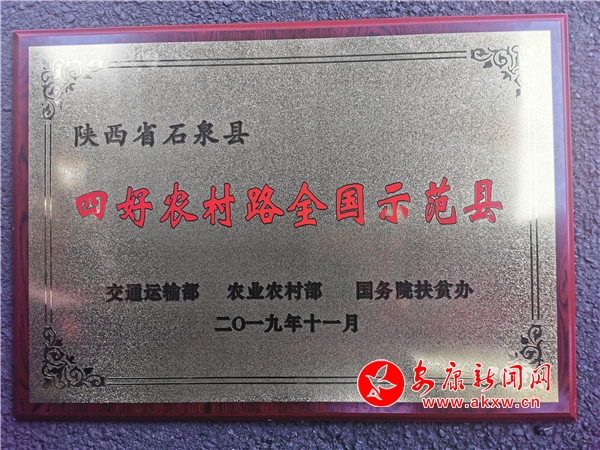 陕西省石泉县
四好农村路全国示范县
交通运输部 农业农村部 国务院扶贫办
二〇一九年十一月
安康新闻网
www.akxw.cn